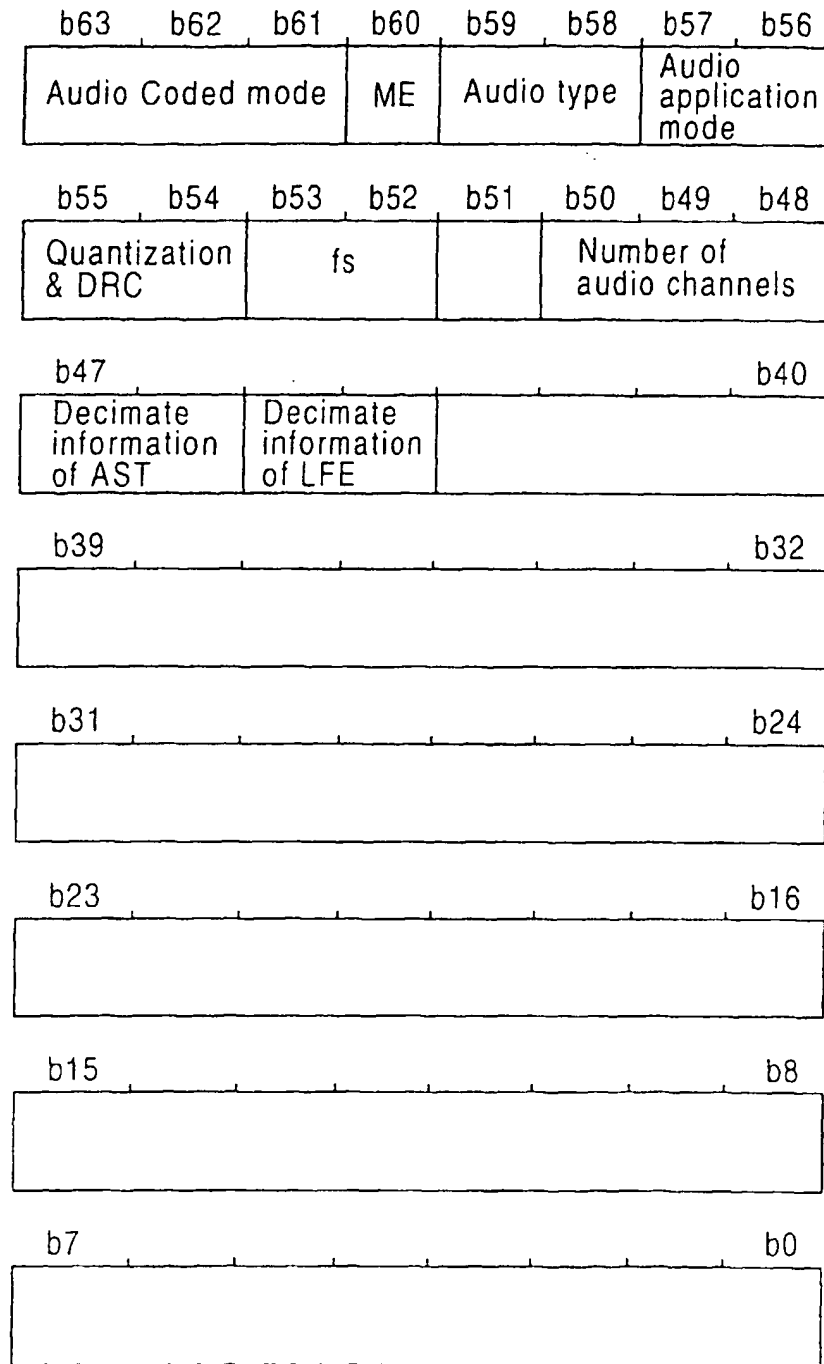 b63 b62 b61 b60 b59 b58 b57 b56
Audio Coded mode ME Audio type Audio
application
mode
b55 b54 b53 b52 b51 b50 b49 b48
Quantization
& DRC
fs
Number of
audio channels
b47 b40
Decimate
information
of AST
Decimate
information
of LFE
b39 b32
b31 b24
b23 b16
b15 b8
b7 b0